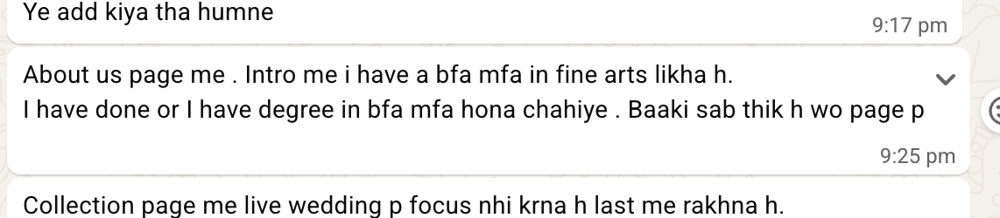 Ye add kiya tha humne
9:17 pm
About us page me . Intro me i have a bfa mfa in fine arts likha h.
I have done or I have degree in bfa mfa hona chahiye . Baaki sab thik h wo page p
9:25 pm
Collection page me live wedding p focus nhi krna h last me rakhna h.